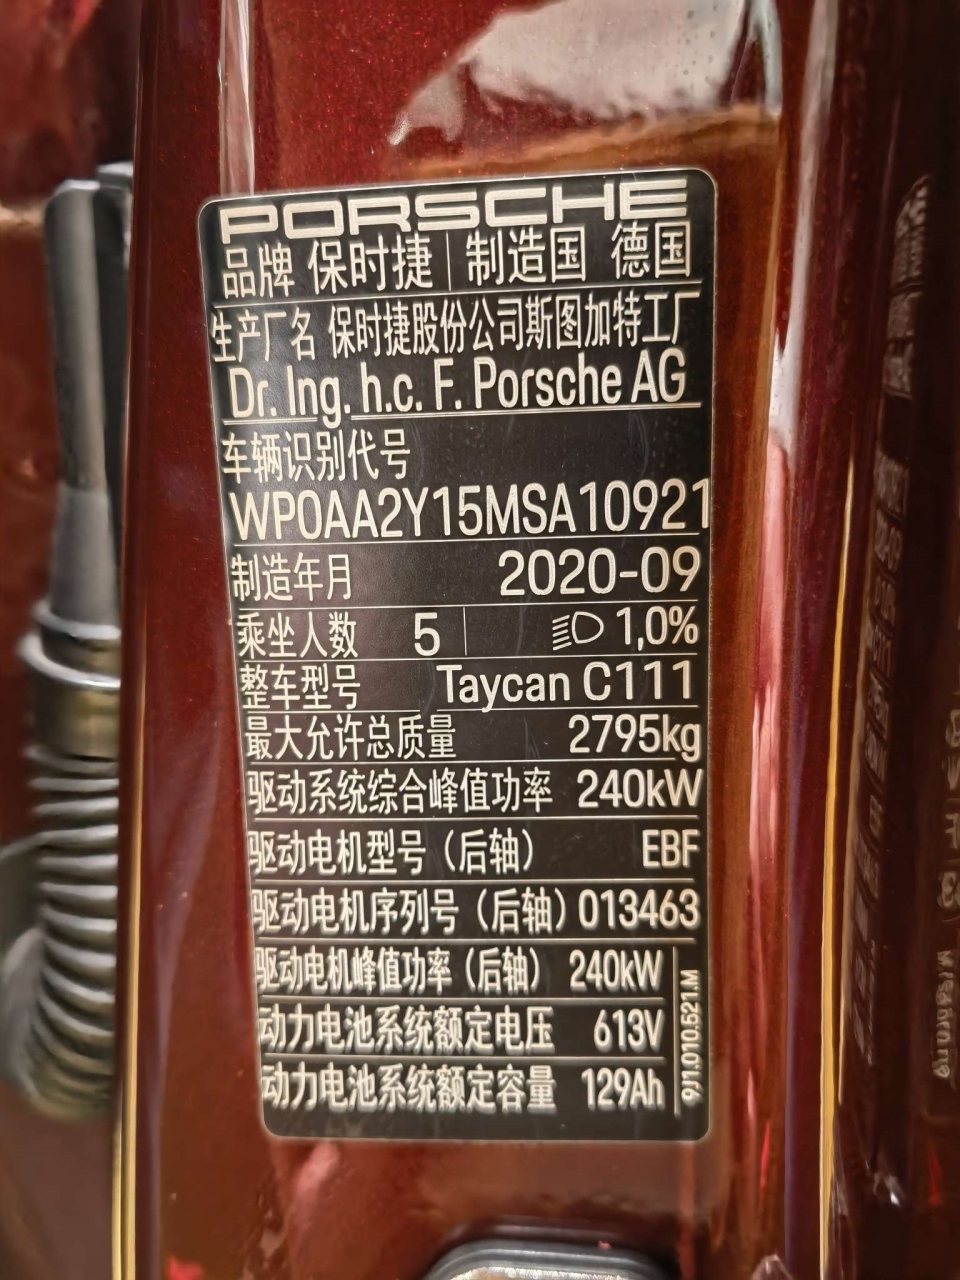 PORSCHE
品牌 保时捷 制造国 德国
生产厂名 保时捷股份公司斯图加特工厂
Dr. Ing. h.c. F. Porsche AG
车辆识别代号
WP0AA2Y15MSA10921
制造年月 2020-09
乘坐人数 5 1,0%
整车型号 Taycan C111
最大允许总质量 2795kg
驱动系统综合峰值功率 240kW
驱动电机型号（后轴） EBF
驱动电机序列号（后轴） 013463
驱动电机峰值功率（后轴） 240kW
动力电池系统额定电压 613V
动力电池系统额定容量 129Ah
9J1.010.521.M